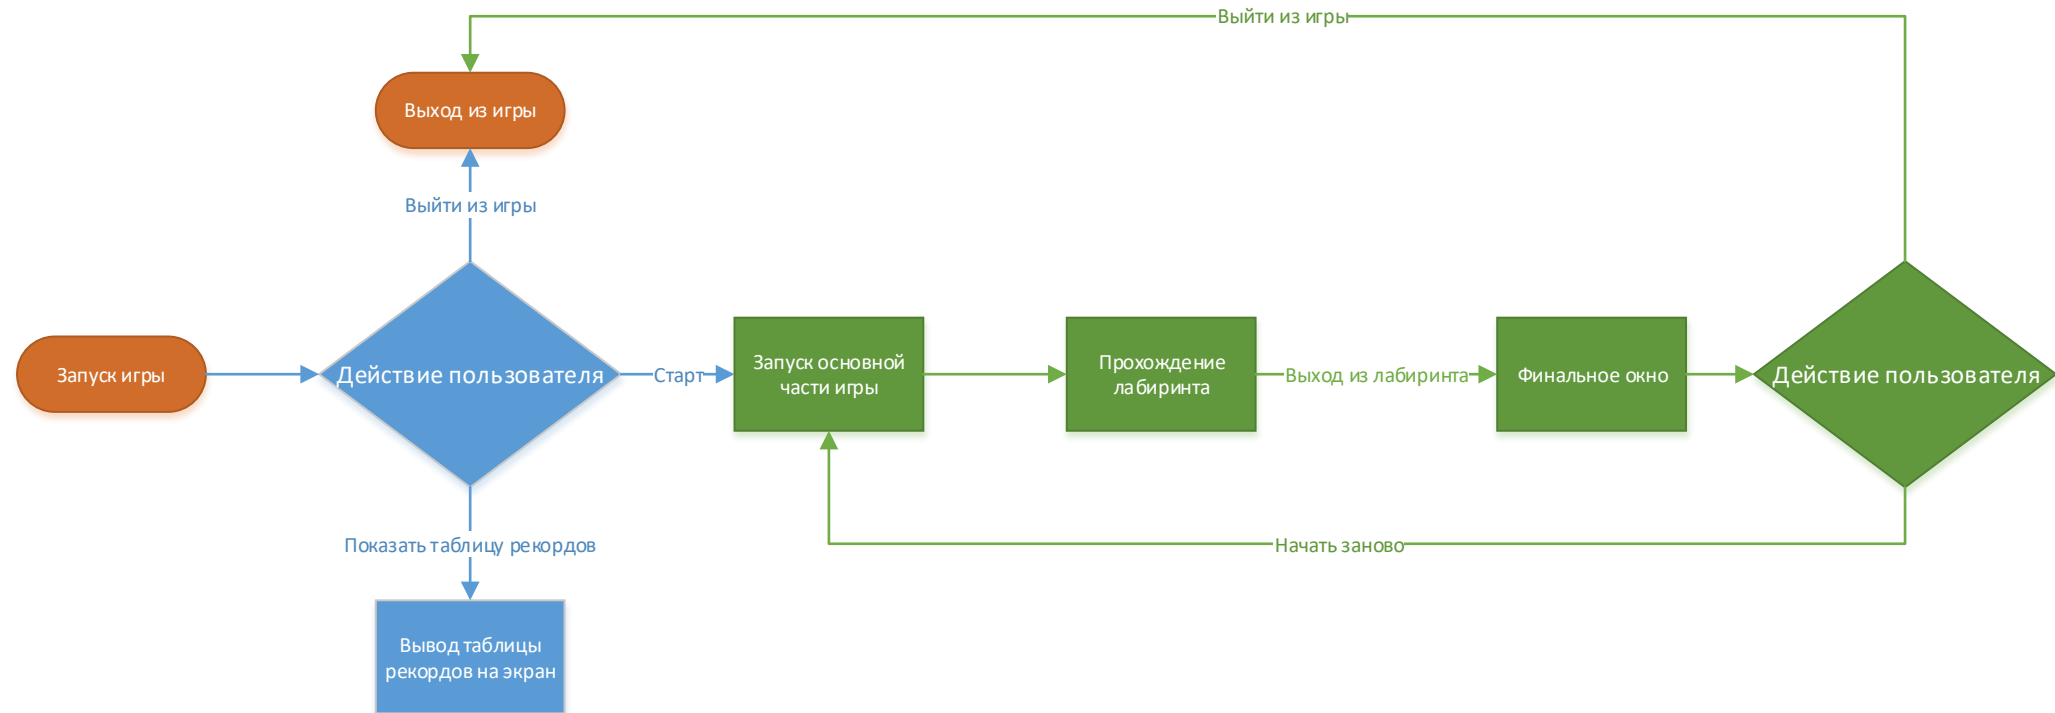 Выйти из игры
Выход из игры
Выйти из игры
Запуск игры
Действие пользователя
Старт
Запуск основной
части игры
Прохождение
лабиринта
Выход из лабиринта
Финальное окно
Действие пользователя
Показать таблицу рекордов
Начать заново
Вывод таблицы
рекордов на экран